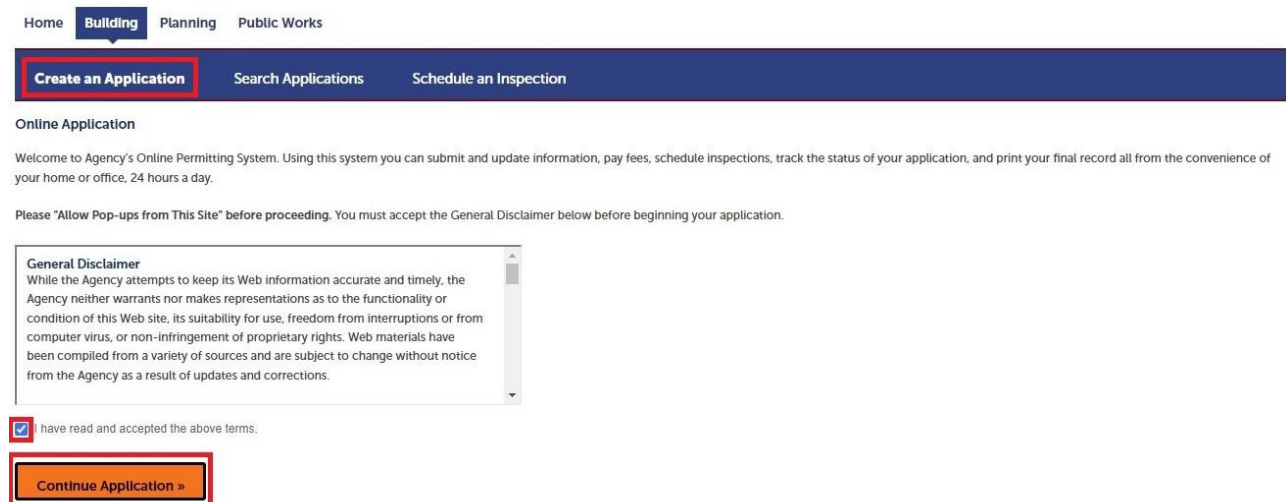 Home Building Planning Public Works
Create an Application Search Applications Schedule an Inspection
Online Application
Welcome to Agency's Online Permitting System. Using this system you can submit and update information, pay fees, schedule inspections, track the status of your application, and print your final record all from the convenience of
your home or office, 24 hours a day.
Please "Allow Pop-ups from This Site" before proceeding. You must accept the General Disclaimer below before beginning your application.
General Disclaimer
While the Agency attempts to keep its Web information accurate and timely, the
Agency neither warrants nor makes representations as to the functionality or
condition of this Web site, its suitability for use, freedom from interruptions or from
computer virus, or non-infringement of proprietary rights. Web materials have
been compiled from a variety of sources and are subject to change without notice
from the Agency as a result of updates and corrections.
I have read and accepted the above terms.
Continue Application »